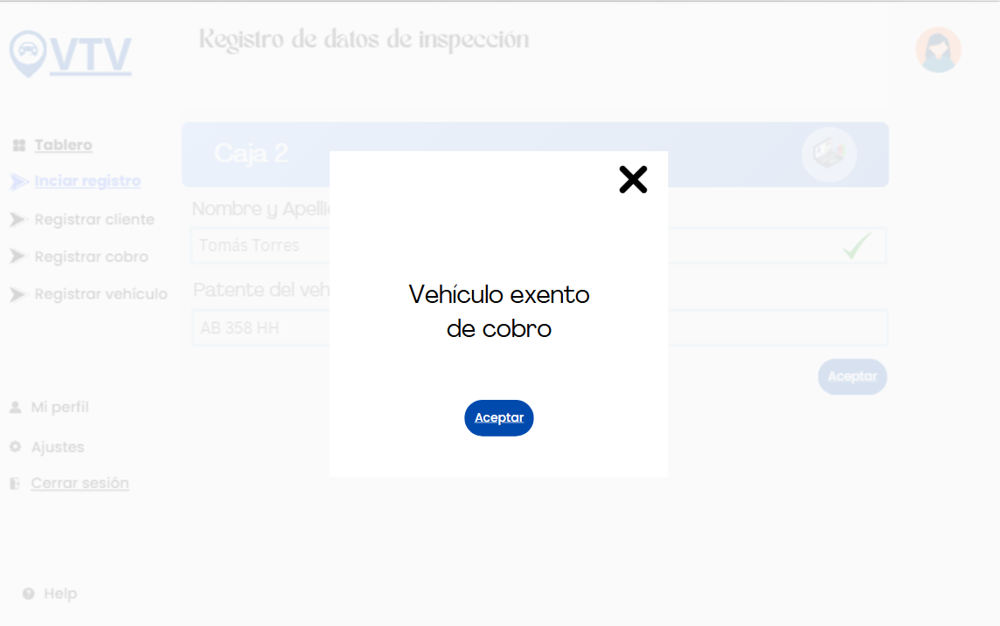 VTV
Registro de datos de inspección
Tablero
Inciar registro
Registrar cliente
Registrar cobro
Registrar vehículo
Mi perfil
Ajustes
Cerrar sesión
Help
Caja 2
Nombre y Apelli
Tomás Torres
Patente del veh
AB 358 HH
Aceptar
Vehículo exento
de cobro
Aceptar